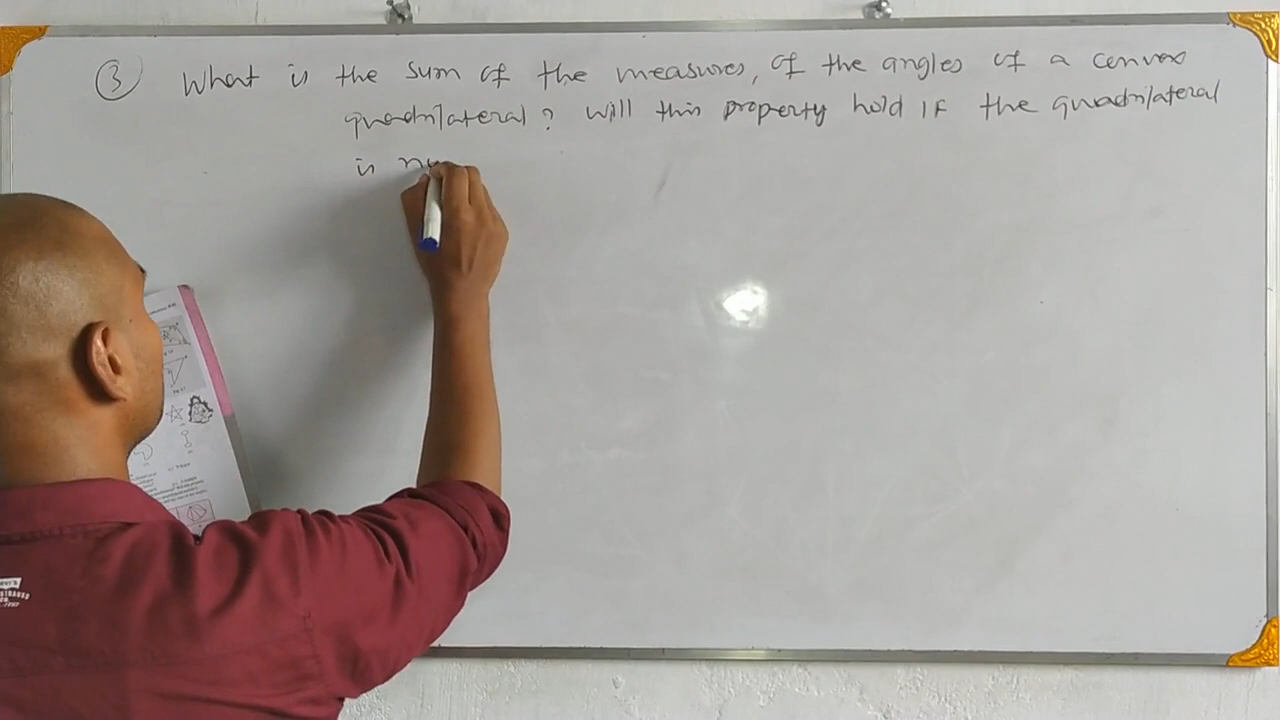 ③ What is the sum of the measures, of the angles of a convex
quadrilateral? Will this property hold if the quadrilateral
is